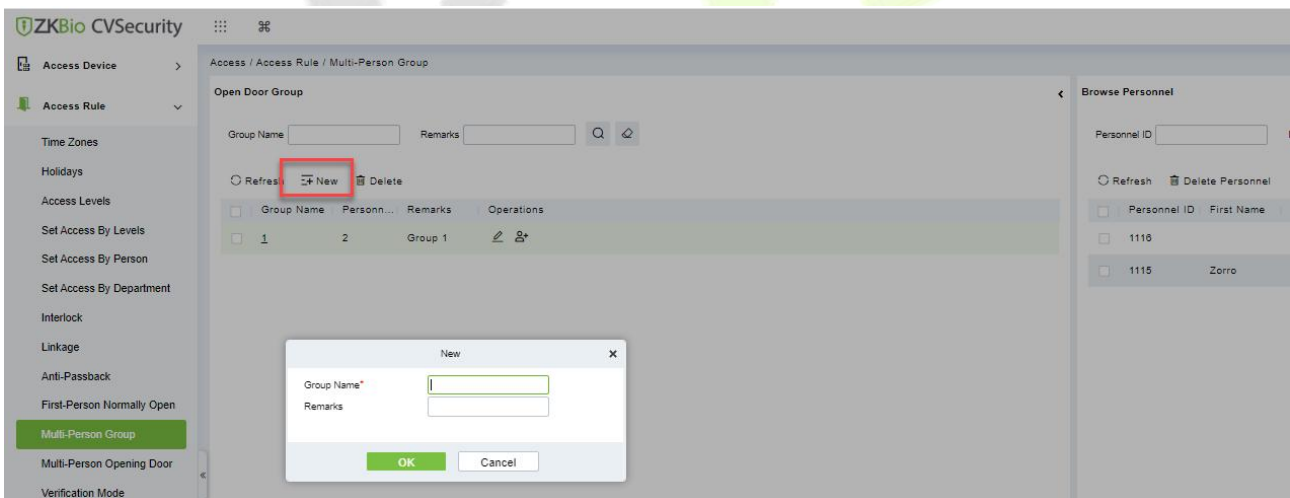 ZKBio CVSecurity
Access Device
Access Rule
Time Zones
Holidays
Access Levels
Set Access By Levels
Set Access By Person
Set Access By Department
Interlock
Linkage
Anti-Passback
First-Person Normally Open
Multi-Person Group
Multi-Person Opening Door
Verification Mode
Access / Access Rule / Multi-Person Group
Open Door Group
Group Name
Remarks
Refresh New Delete
Group Name Personn... Remarks Operations
1 2 Group 1
New
Group Name*
Remarks
OK Cancel
Browse Personnel
Personnel ID
Refresh Delete Personnel
Personnel ID First Name
1116
1115 Zorro